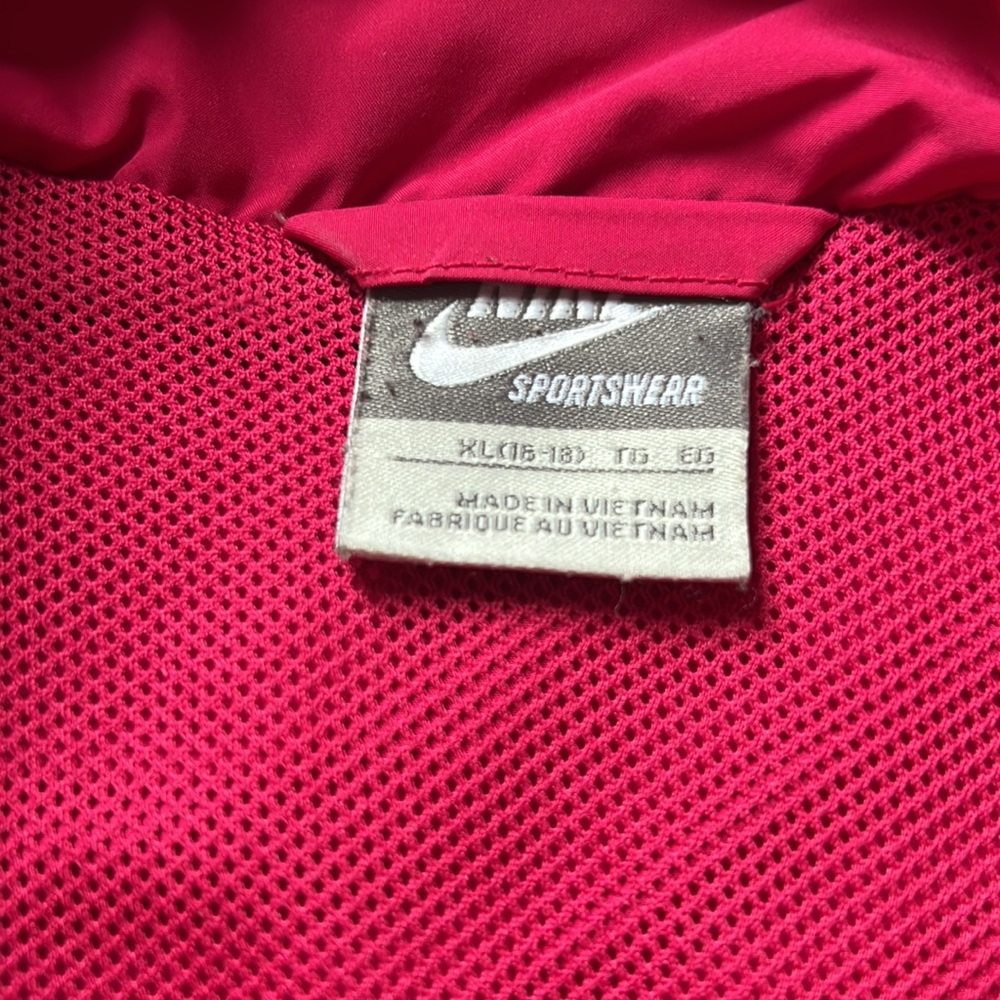 NIKE
SPORTSWEAR
XL(16-18) TG EG
MADE IN VIETNAM
FABRIQUE AU VIETNAM